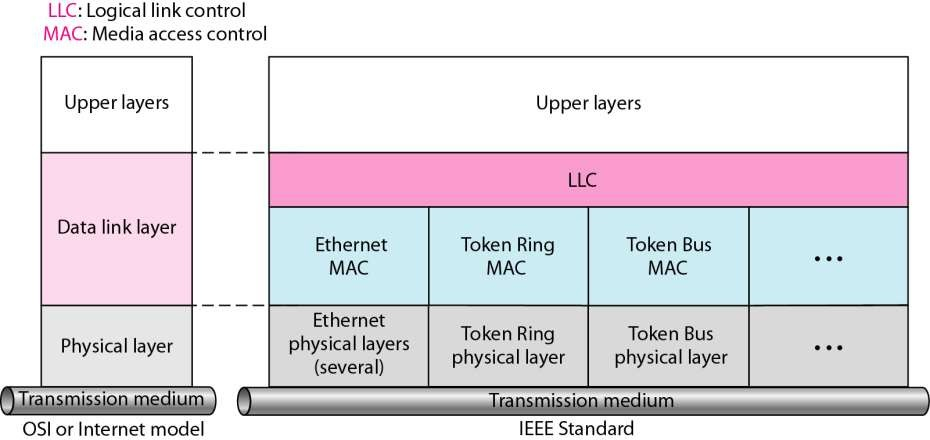 LLC: Logical link control
MAC: Media access control
Upper layers
Upper layers
Data link layer
LLC
Ethernet
MAC
Token Ring
MAC
Token Bus
MAC
...
Physical layer
Ethernet
physical layers
(several)
Token Ring
physical layer
Token Bus
physical layer
...
Transmission medium
Transmission medium
OSI or Internet model
IEEE Standard